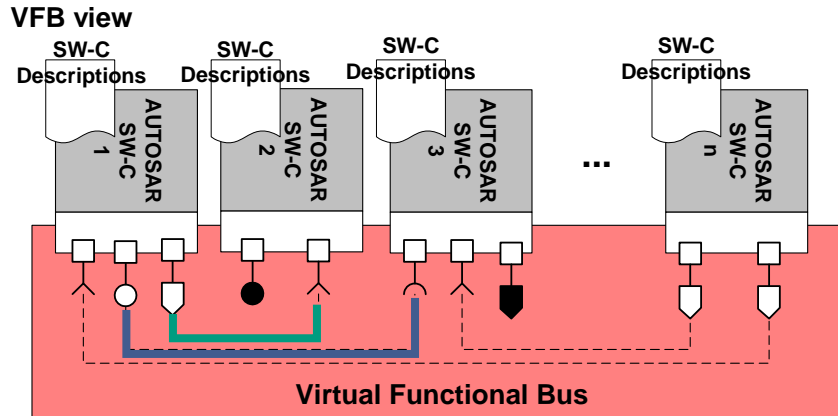 VFB view
SW-C
Descriptions
SW-C
Descriptions
SW-C
Descriptions
SW-C
Descriptions
AUTOSAR
SW-C
1
AUTOSAR
SW-C
2
AUTOSAR
SW-C
3
...
AUTOSAR
SW-C
n
Virtual Functional Bus